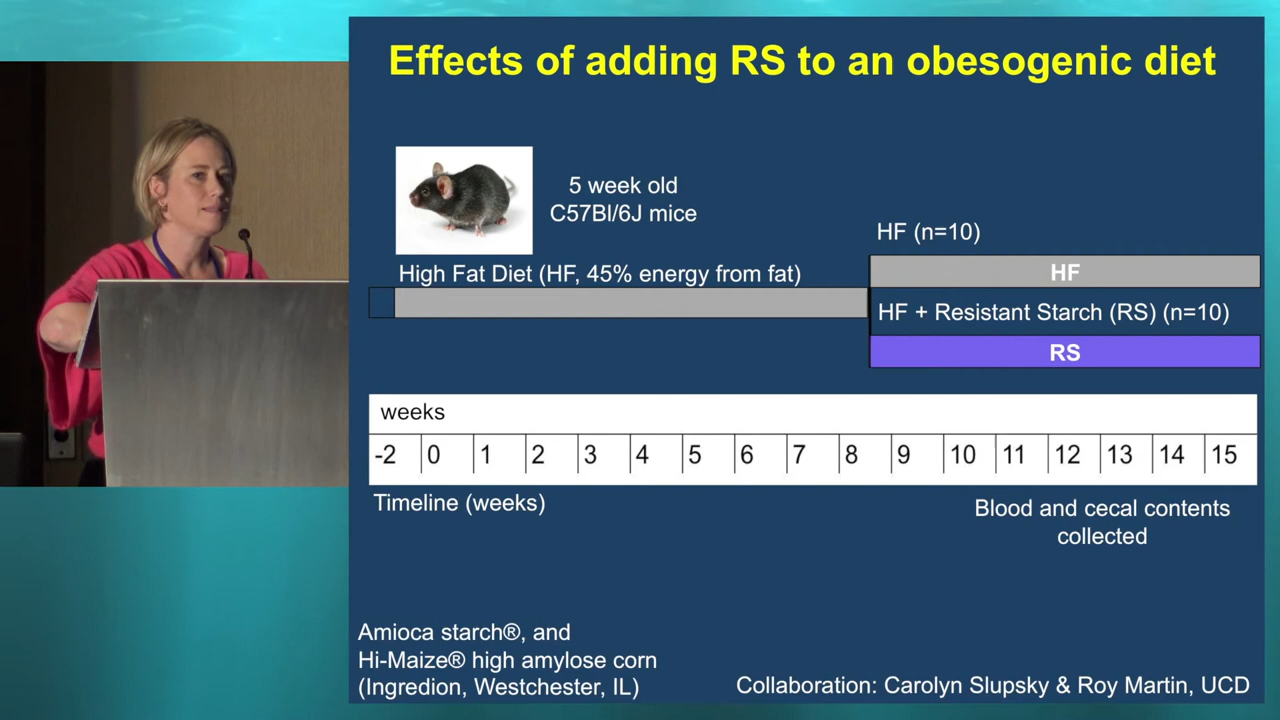 Effects of adding RS to an obesogenic diet
5 week old
C57Bl/6J mice
HF (n=10)
High Fat Diet (HF, 45% energy from fat)
HF
HF + Resistant Starch (RS) (n=10)
RS
weeks
-2 0 1 2 3 4 5 6 7 8 9 10 11 12 13 14 15
Timeline (weeks)
Blood and cecal contents
collected
Amioca starch®, and
Hi-Maize® high amylose corn
(Ingredion, Westchester, IL)
Collaboration: Carolyn Slupsky & Roy Martin, UCD